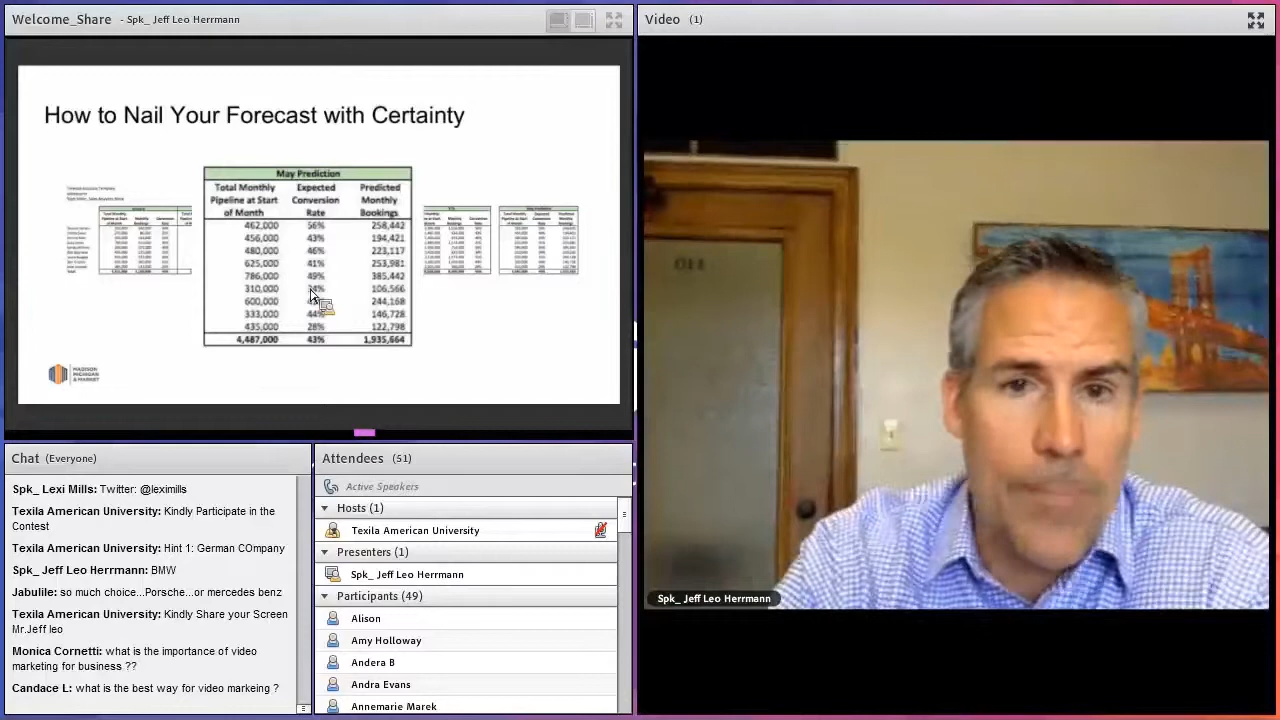 Welcome_Share - Spk_ Jeff Leo Herrmann
How to Nail Your Forecast with Certainty
May Prediction
Total Monthly Pipeline at Start of Month Expected Conversion Rate Predicted Monthly Bookings
462,000 56% 258,442
456,000 43% 194,421
480,000 46% 223,117
625,000 41% 253,981
786,000 49% 385,442
310,000 34% 106,566
600,000 244,168
333,000 44% 146,728
435,000 28% 122,798
4,487,000 43% 1,935,664
MADISON
MICHIGAN
& MARKET
Video (1)
OFF
Spk_ Jeff Leo Herrmann
Chat (Everyone)
Spk_ Lexi Mills: Twitter: @leximills
Texila American University: Kindly Participate in the
Contest
Texila American University: Hint 1: German COmpany
Spk_ Jeff Leo Herrmann: BMW
Jabulile: so much choice...Porsche...or mercedes benz
Texila American University: Kindly Share your Screen
Mr.Jeff leo
Monica Cornetti: what is the importance of video
marketing for business ??
Candace L: what is the best way for video markeing ?
Attendees (51)
Active Speakers
Hosts (1)
Texila American University
Presenters (1)
Spk_ Jeff Leo Herrmann
Participants (49)
Alison
Amy Holloway
Andera B
Andra Evans
Annemarie Marek